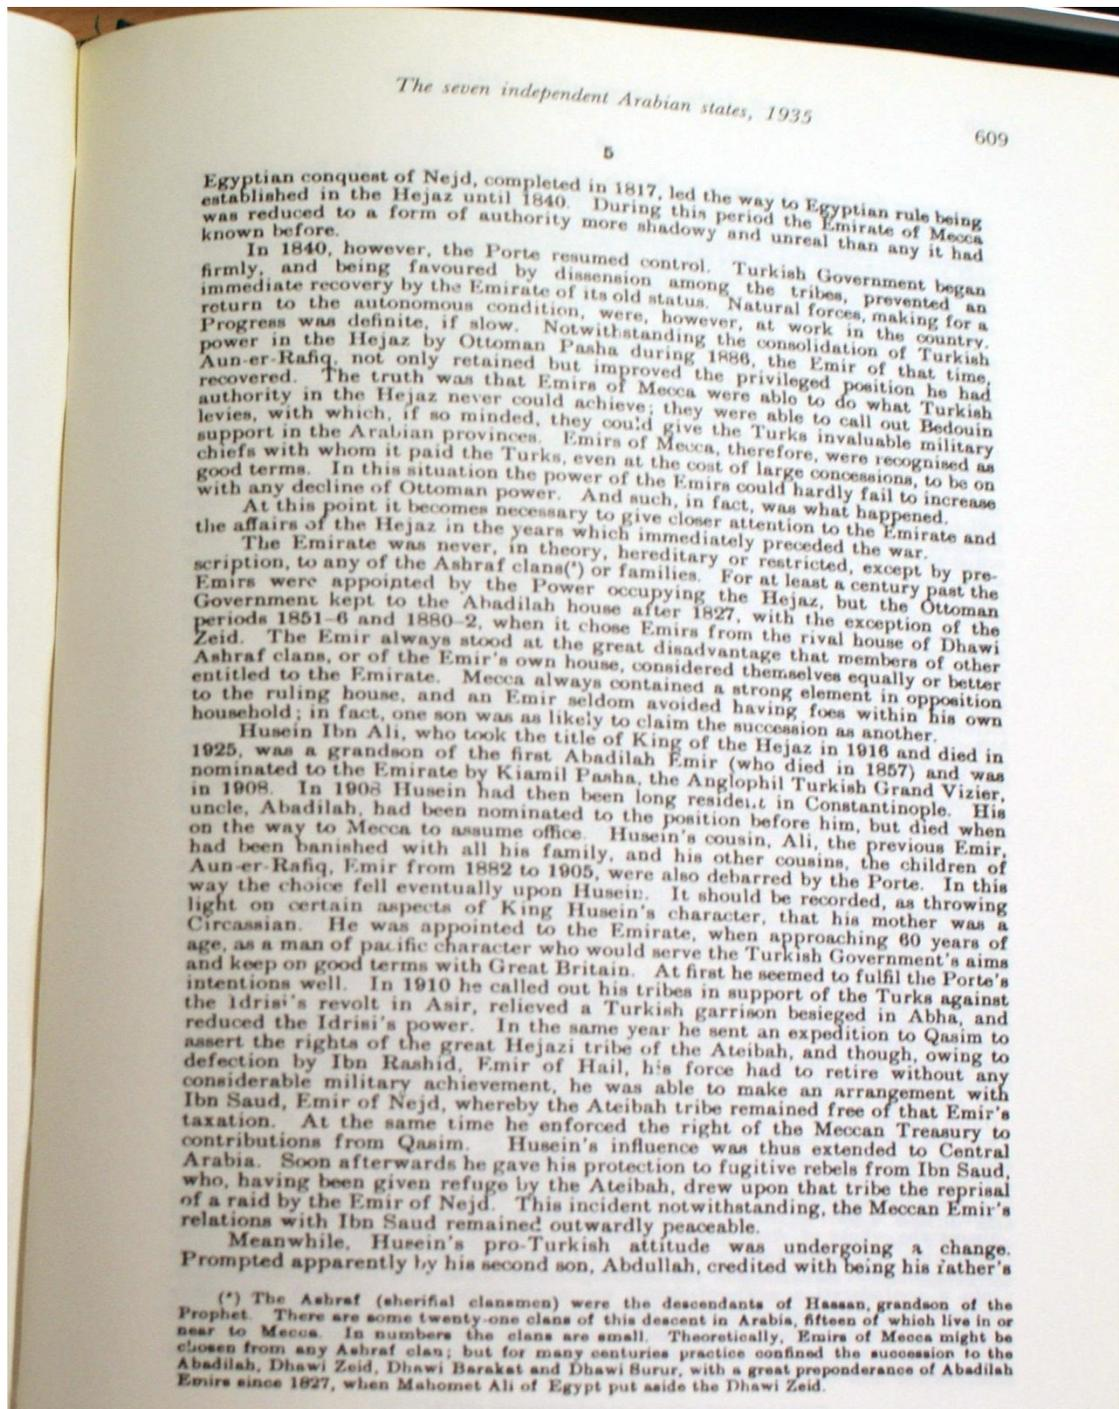 The seven independent Arabian states, 1935
609
5
Egyptian conquest of Nejd, completed in 1817, led the way to Egyptian rule being
established in the Hejaz until 1840. During this period the Emirate of Mecca
was reduced to a form of authority more shadowy and unreal than any it had
known before.
In 1840, however, the Porte resumed control. Turkish Government began
firmly, and being favoured by dissension among the tribes, prevented an
immediate recovery by the Emirate of its old status. Natural forces, making for a
return to the autonomous condition, were, however, at work in the country.
Progress was definite, if slow. Notwithstanding the consolidation of Turkish
power in the Hejaz by Ottoman Pasha during 1886, the Emir of that time,
Aun-er-Rafiq, not only retained but improved the privileged position he had
recovered. The truth was that Emirs of Mecca were able to do what Turkish
authority in the Hejaz never could achieve; they were able to call out Bedouin
levies, with which, if so minded, they could give the Turks invaluable military
support in the Arabian provinces. Emirs of Mecca, therefore, were recognised as
chiefs with whom it paid the Turks, even at the cost of large concessions, to be on
good terms. In this situation the power of the Emirs could hardly fail to increase
with any decline of Ottoman power. And such, in fact, was what happened.
At this point it becomes necessary to give closer attention to the Emirate and
the affairs of the Hejaz in the years which immediately preceded the war.
The Emirate was never, in theory, hereditary or restricted, except by pre-
scription, to any of the Ashraf clans(*) or families. For at least a century past the
Emirs were appointed by the Power occupying the Hejaz, but the Ottoman
Government kept to the Abadilah house after 1827, with the exception of the
periods 1851-6 and 1880-2, when it chose Emirs from the rival house of Dhawi
Zeid. The Emir always stood at the great disadvantage that members of other
Ashraf clans, or of the Emir's own house, considered themselves equally or better
entitled to the Emirate. Mecca always contained a strong element in opposition
to the ruling house, and an Emir seldom avoided having foes within his own
household; in fact, one son was as likely to claim the succession as another.
Husein Ibn Ali, who took the title of King of the Hejaz in 1916 and died in
1925, was a grandson of the first Abadilah Emir (who died in 1857) and was
nominated to the Emirate by Kiamil Pasha, the Anglophil Turkish Grand Vizier,
in 1908. In 1908 Husein had then been long resident in Constantinople. His
uncle, Abadilah, had been nominated to the position before him, but died when
on the way to Mecca to assume office. Husein's cousin, Ali, the previous Emir,
had been banished with all his family, and his other cousins, the children of
Aun-er-Rafiq, Emir from 1882 to 1905, were also debarred by the Porte. In this
way the choice fell eventually upon Husein. It should be recorded, as throwing
light on certain aspects of King Husein's character, that his mother was a
Circassian. He was appointed to the Emirate, when approaching 60 years of
age, as a man of pacific character who would serve the Turkish Government's aims
and keep on good terms with Great Britain. At first he seemed to fulfil the Porte's
intentions well. In 1910 he called out his tribes in support of the Turks against
the Idrisi's revolt in Asir, relieved a Turkish garrison besieged in Abha, and
reduced the Idrisi's power. In the same year he sent an expedition to Qasim to
assert the rights of the great Hejazi tribe of the Ateibah, and though, owing to
defection by Ibn Rashid, Emir of Hail, his force had to retire without any
considerable military achievement, he was able to make an arrangement with
Ibn Saud, Emir of Nejd, whereby the Ateibah tribe remained free of that Emir's
taxation. At the same time he enforced the right of the Meccan Treasury to
contributions from Qasim. Husein's influence was thus extended to Central
Arabia. Soon afterwards he gave his protection to fugitive rebels from Ibn Saud,
who, having been given refuge by the Ateibah, drew upon that tribe the reprisal
of a raid by the Emir of Nejd. This incident notwithstanding, the Meccan Emir's
relations with Ibn Saud remained outwardly peaceable.
Meanwhile, Husein's pro-Turkish attitude was undergoing a change.
Prompted apparently by his second son, Abdullah, credited with being his father's
(*) The Ashraf (sherifial clansmen) were the descendants of Hassan, grandson of the
Prophet. There are some twenty-one clans of this descent in Arabia, fifteen of which live in or
near to Mecca. In numbers the clans are small. Theoretically, Emirs of Mecca might be
chosen from any Ashraf clan; but for many centuries practice confined the succession to the
Abadilah, Dhawi Zeid, Dhawi Barakat and Dhawi Surur, with a great preponderance of Abadilah
Emirs since 1827, when Mahomet Ali of Egypt put aside the Dhawi Zeid.